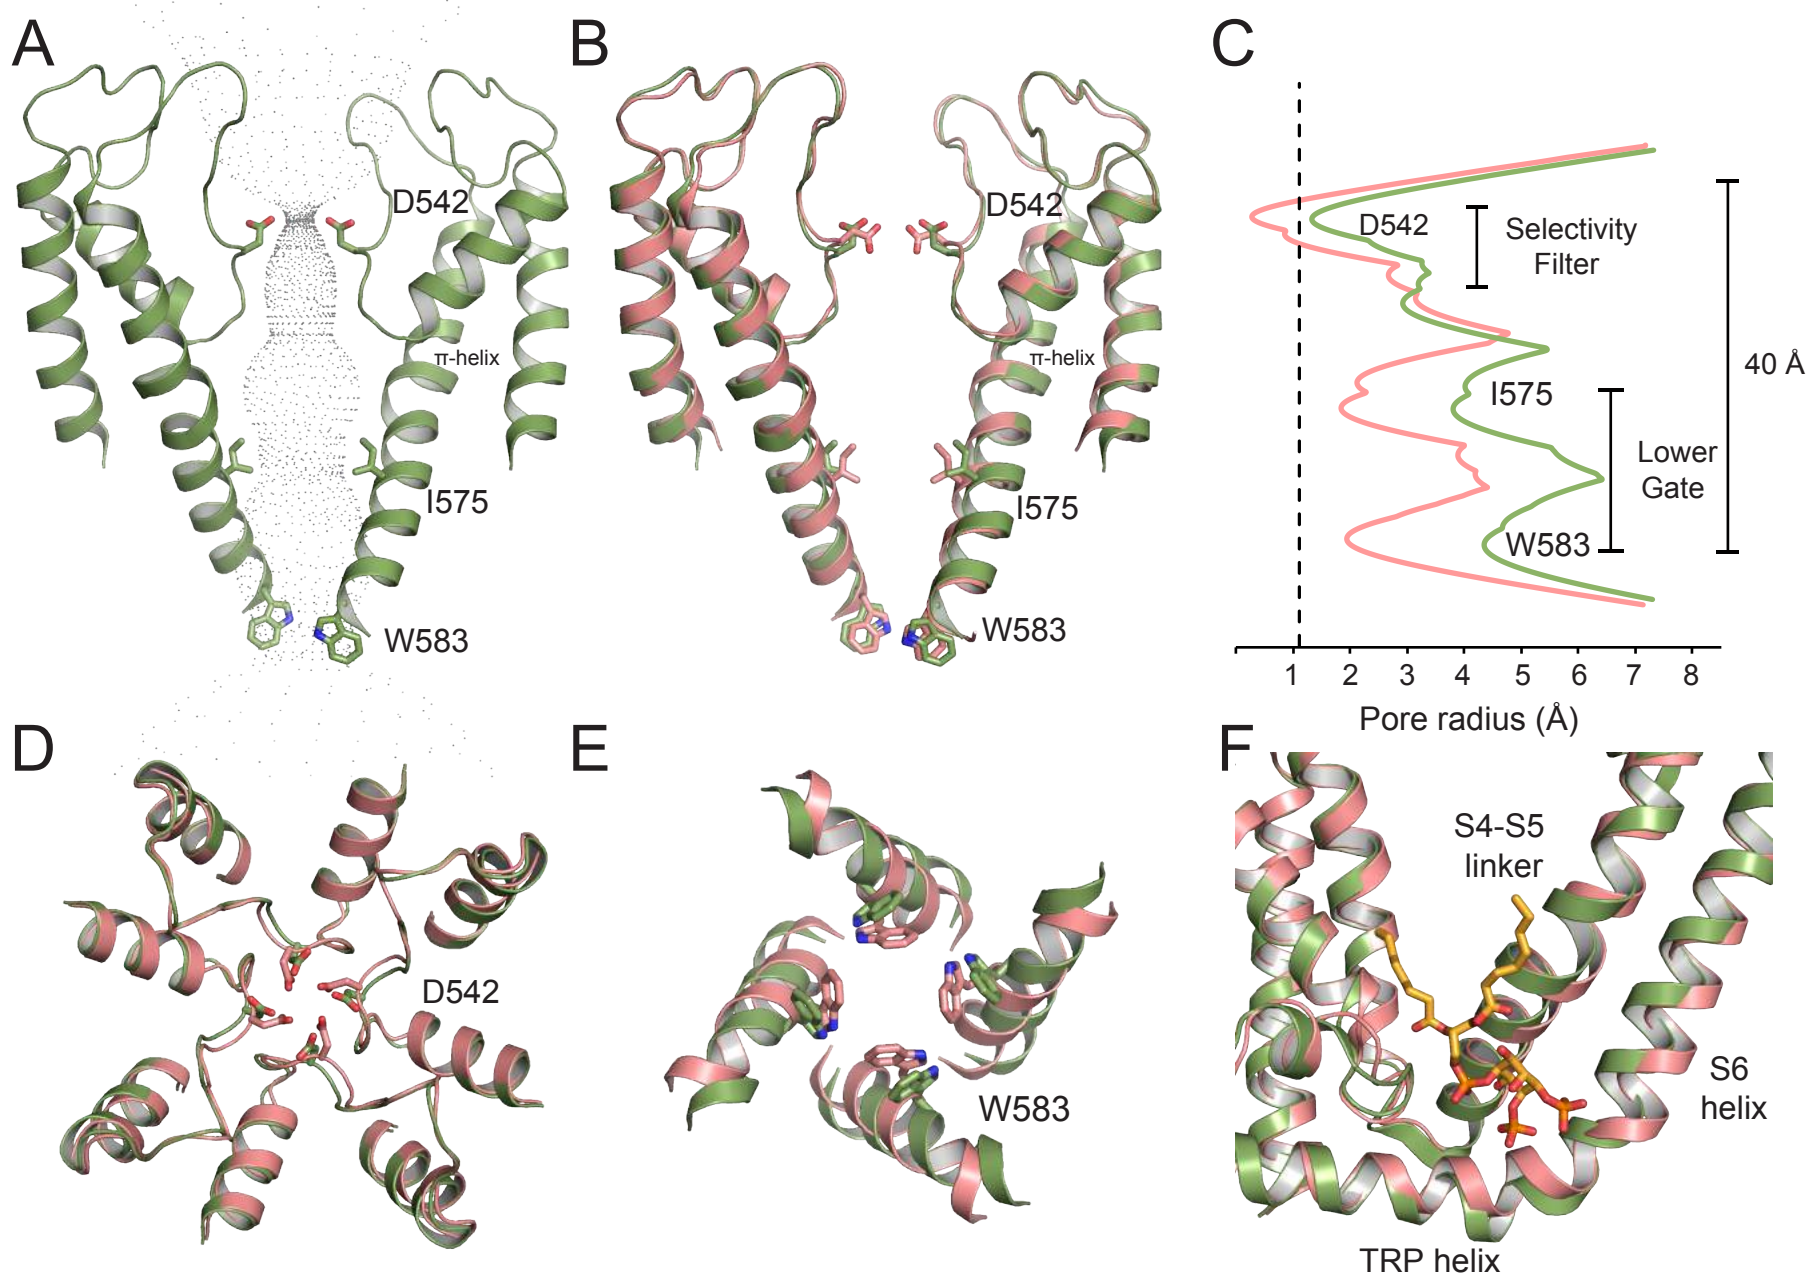 A
D542
π-helix
I575
W583
B
D542
π-helix
I575
W583
C
D542
Selectivity
Filter
I575
40 Å
Lower
Gate
W583
1 2 3 4 5 6 7 8
Pore radius (Å)
D
D542
E
W583
F
S4-S5
linker
S6
helix
TRP helix